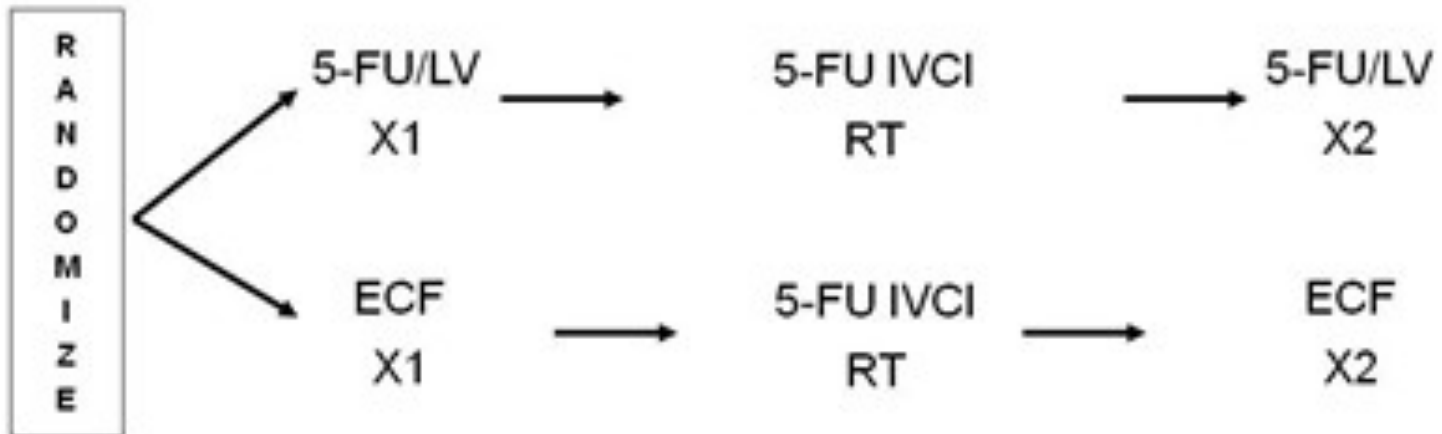 RANDOMIZE
5-FU/LV
X1
5-FU IVCI
RT
5-FU/LV
X2
ECF
X1
5-FU IVCI
RT
ECF
X2